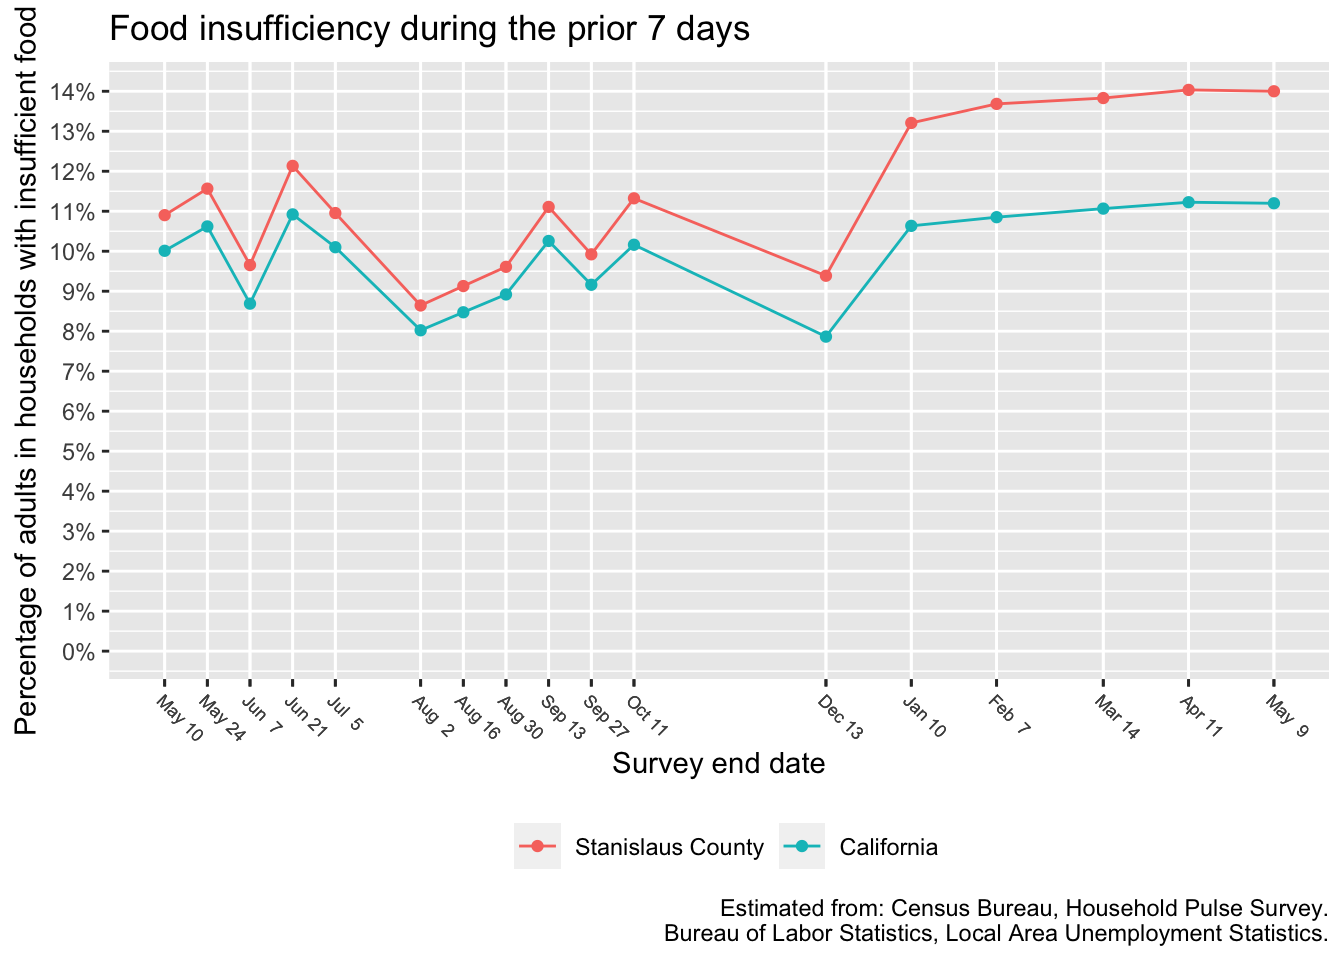 Food insufficiency during the prior 7 days
Percentage of adults in households with insufficient food
14%
13%
12%
11%
10%
9%
8%
7%
6%
5%
4%
3%
2%
1%
0%
May 10
May 24
Jun 7
Jun 21
Jul 5
Aug 2
Aug 16
Aug 30
Sep 13
Sep 27
Oct 11
Dec 13
Jan 10
Feb 7
Mar 14
Apr 11
May 9
Survey end date
Stanislaus County
California
Estimated from: Census Bureau, Household Pulse Survey.
Bureau of Labor Statistics, Local Area Unemployment Statistics.